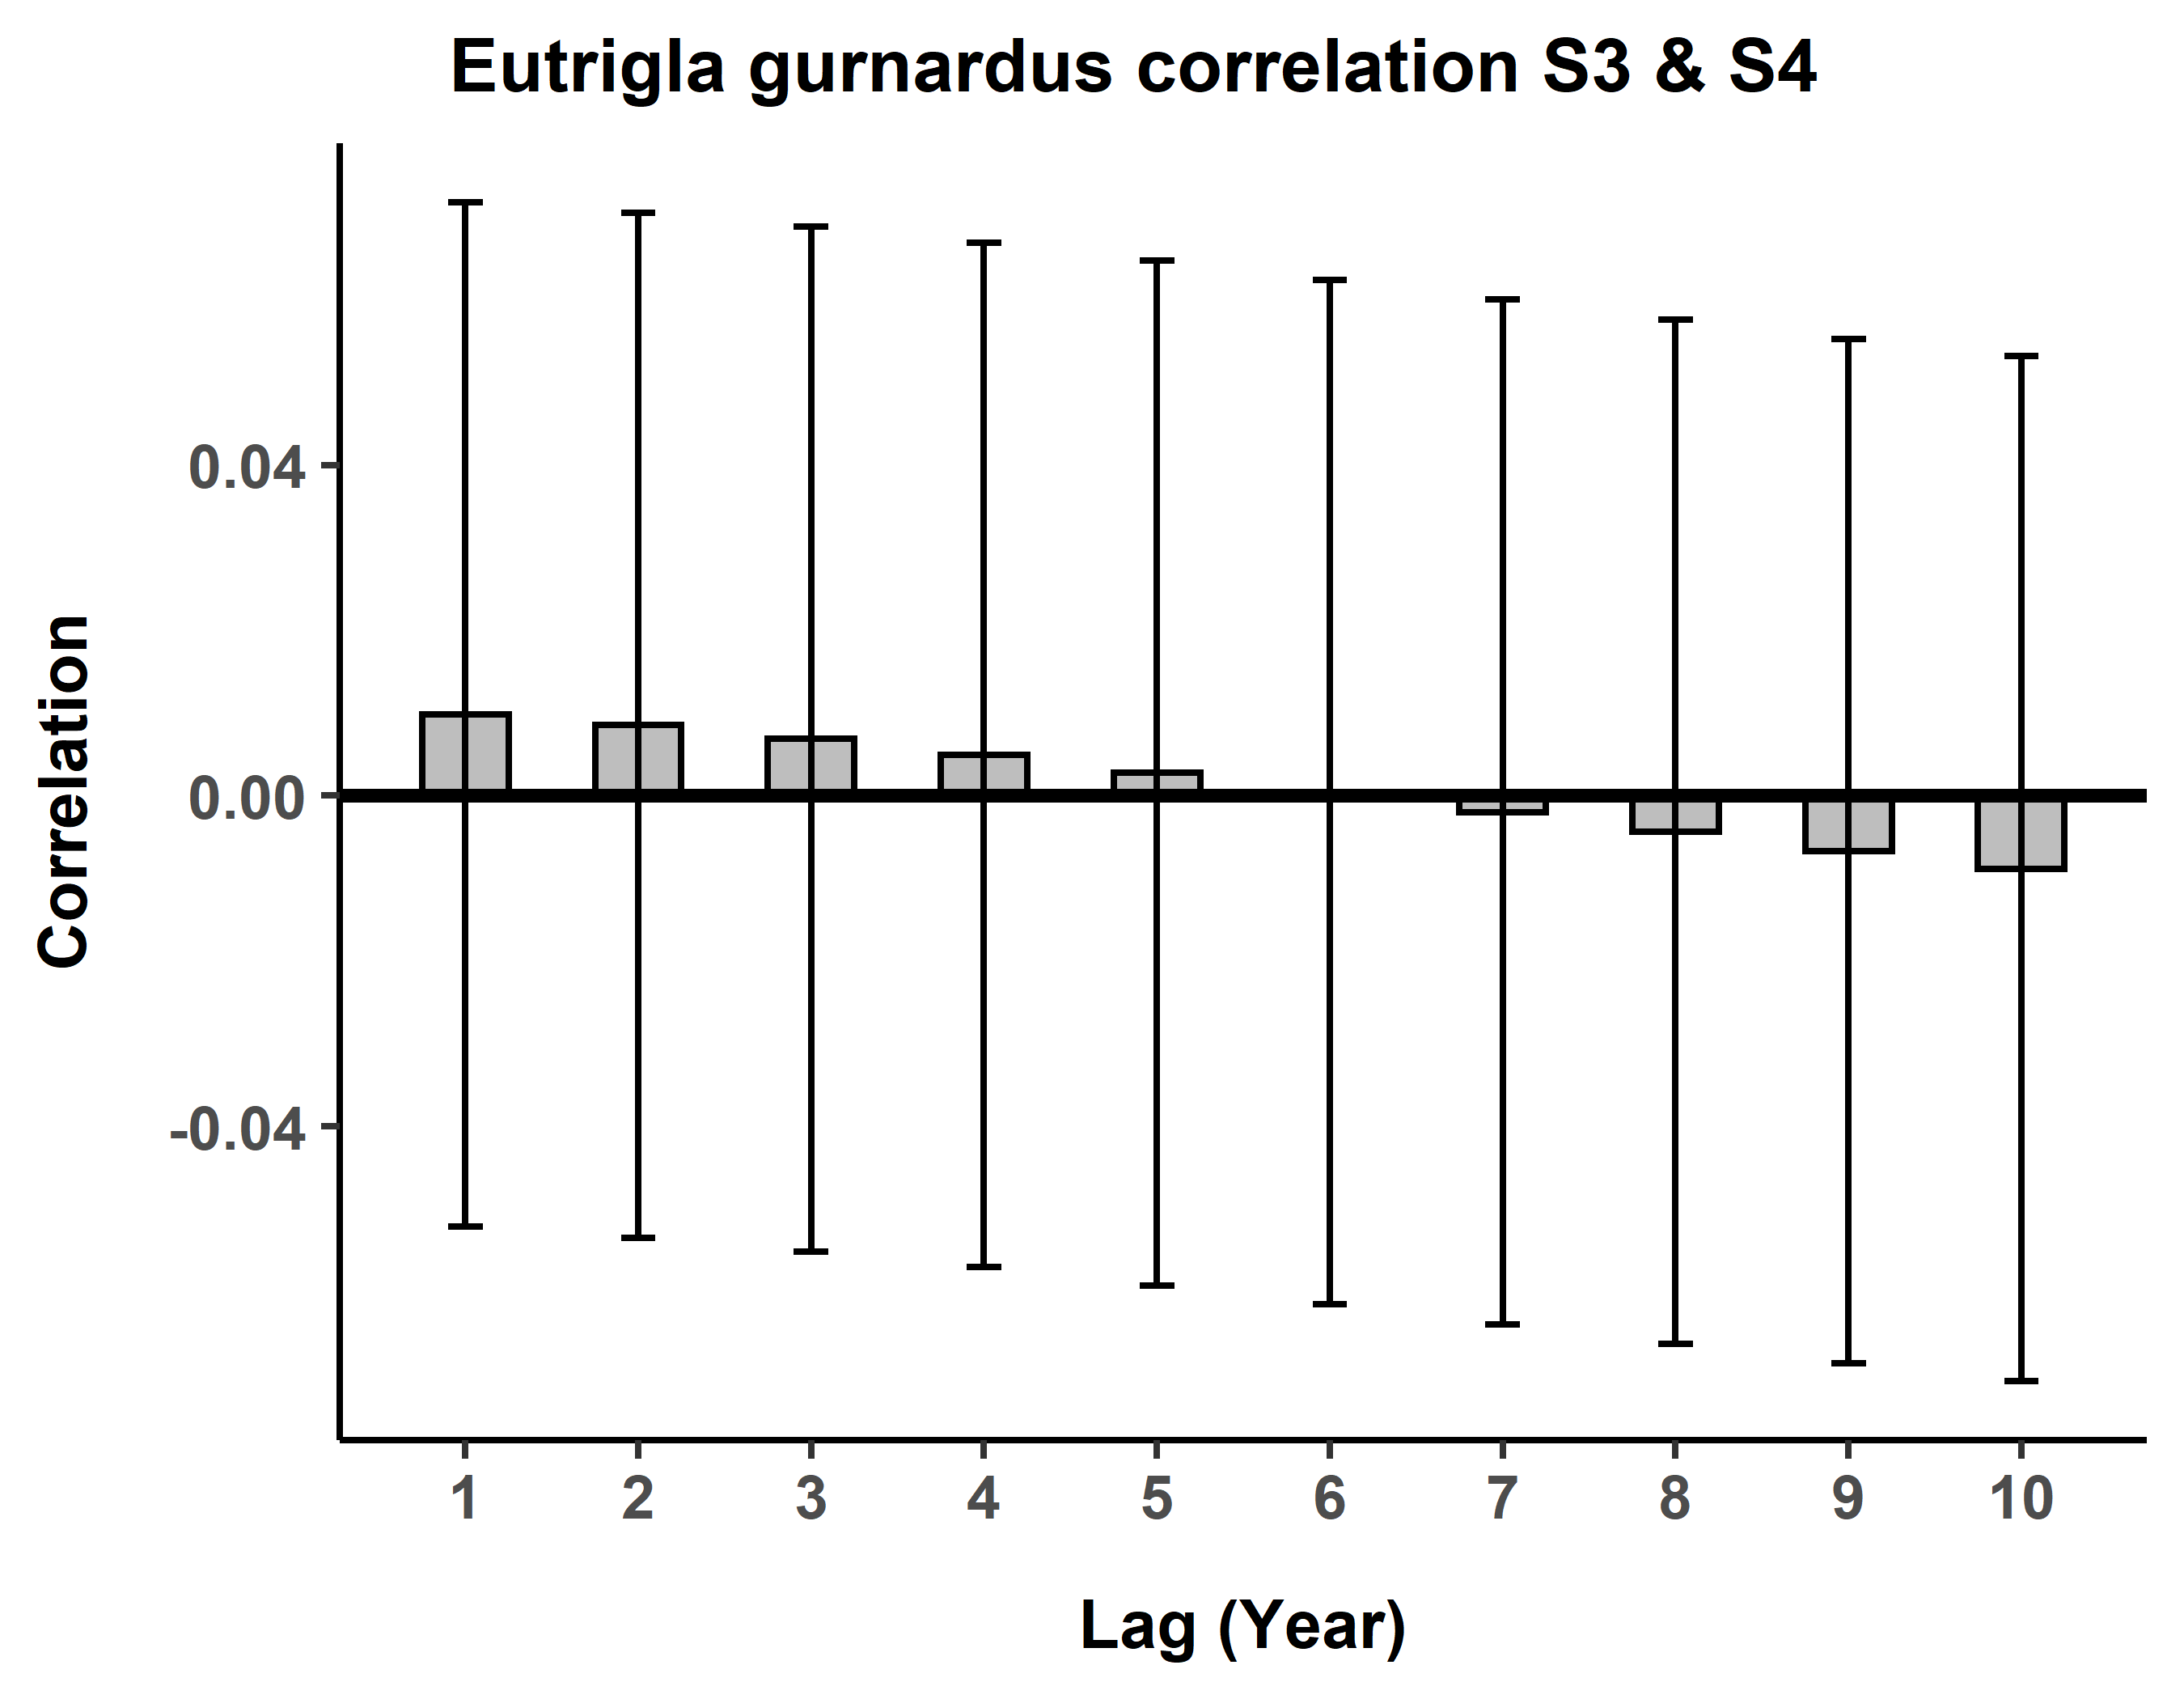 Eutrigla gurnardus correlation S3 & S4
Correlation
0.04
0.00
-0.04
1 2 3 4 5 6 7 8 9 10
Lag (Year)